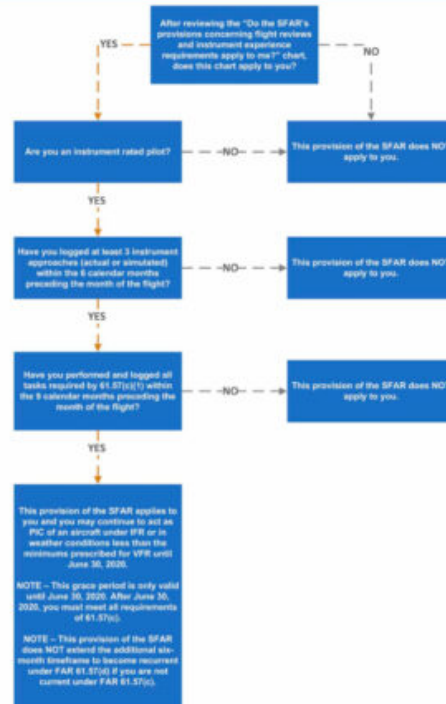 After reviewing the "Do the SFAR's
provisions concerning flight reviews
and instrument experience
requirements apply to me?" chart,
does this chart apply to you?
YES
NO
Are you an instrument rated pilot?
NO
This provision of the SFAR does NOT
apply to you.
YES
Have you logged at least 3 instrument
approaches (actual or simulated)
within the 6 calendar months
preceding the month of the flight?
NO
This provision of the SFAR does NOT
apply to you.
YES
Have you performed and logged all
tasks required by 61.57(c)(1) within
the 9 calendar months preceding the
the month of the flight?
NO
This provision of the SFAR does NOT
apply to you.
YES
This provision of the SFAR applies to
you and you may continue to act as
PIC of an aircraft under IFR or in
weather conditions less than the
minimums prescribed for VFR until
June 30, 2020.
NOTE – This grace period is only valid
until June 30, 2020. After June 30,
2020, you must meet all requirements
of 61.57(c).
NOTE – This provision of the SFAR
does NOT extend the additional six-
month timeframe to become recurrent
under FAR 61.57(d) if you are not
current under FAR 61.57(c).